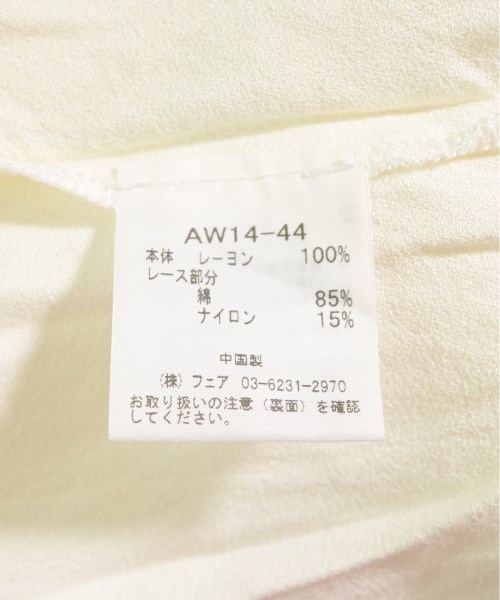 AW14-44
本体 レーヨン 100%
レース部分
綿 85%
ナイロン 15%
中国製
(株) フェア 03-6231-2970
お取り扱いの注意(裏面)を確認
してください。